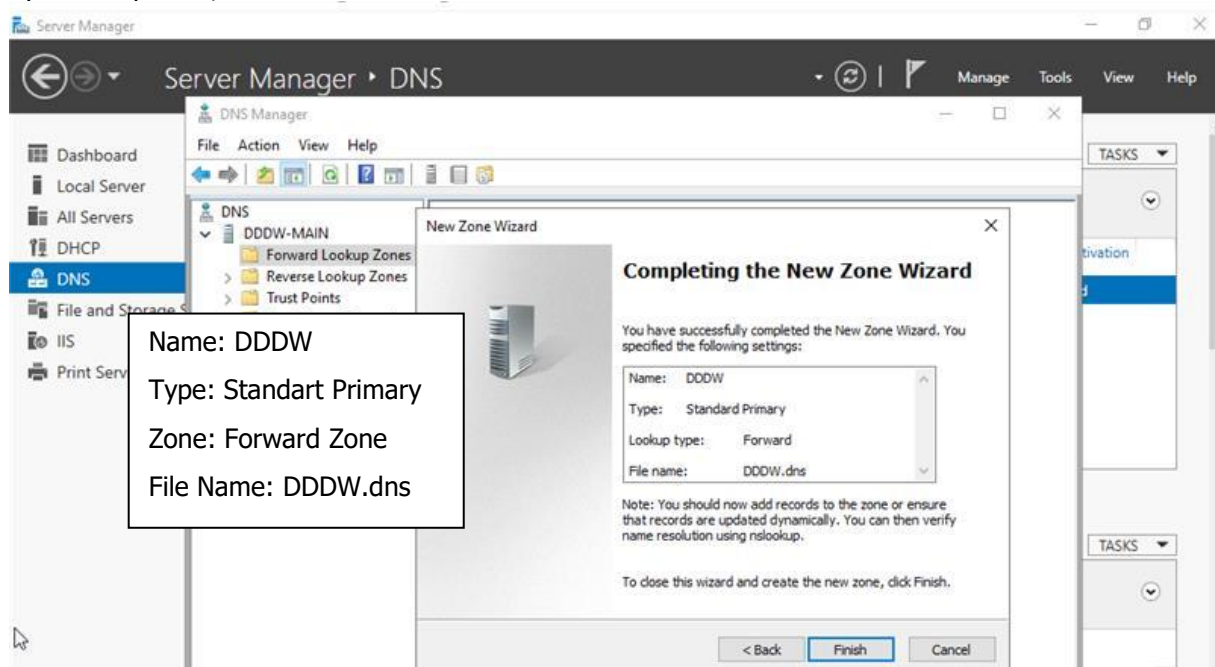 Server Manager
Server Manager • DNS
Manage Tools View Help
DNS Manager
File Action View Help
Dashboard
Local Server
All Servers
DHCP
DNS
File and Storage S
IIS
Print Serv
DNS
DDDW-MAIN
Forward Lookup Zones
Reverse Lookup Zones
Trust Points
Name: DDDW
Type: Standart Primary
Zone: Forward Zone
File Name: DDDW.dns
New Zone Wizard
Completing the New Zone Wizard
You have successfully completed the New Zone Wizard. You
specified the following settings:
Name: DDDW
Type: Standard Primary
Lookup type: Forward
File name: DDDW.dns
Note: You should now add records to the zone or ensure
that records are updated dynamically. You can then verify
name resolution using nslookup.
To close this wizard and create the new zone, click Finish.
< Back Finish Cancel
TASKS
tivation
TASKS